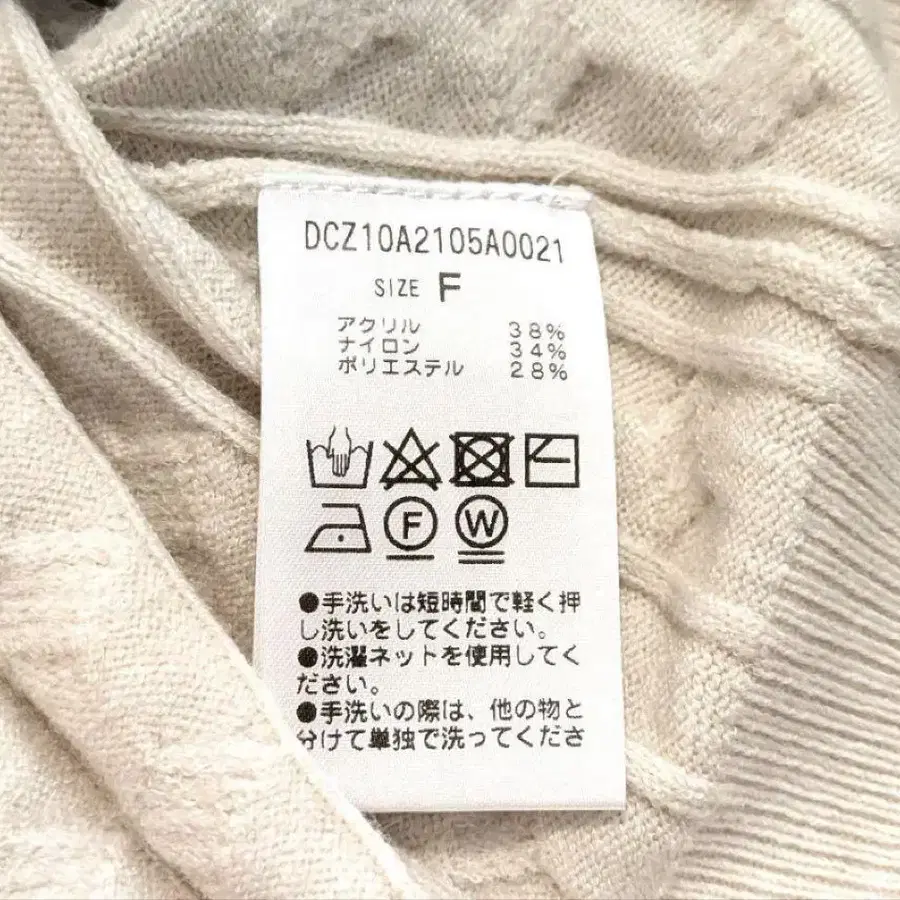 DCZ10A2105A0021
SIZE F
アクリル 38%
ナイロン 34%
ポリエステル 28%
F W
●手洗いは短時間で軽く押
し洗いをしてください。
●洗濯ネットを使用してく
ださい。
●手洗いの際は、他の物と
分けて単独で洗ってくださ